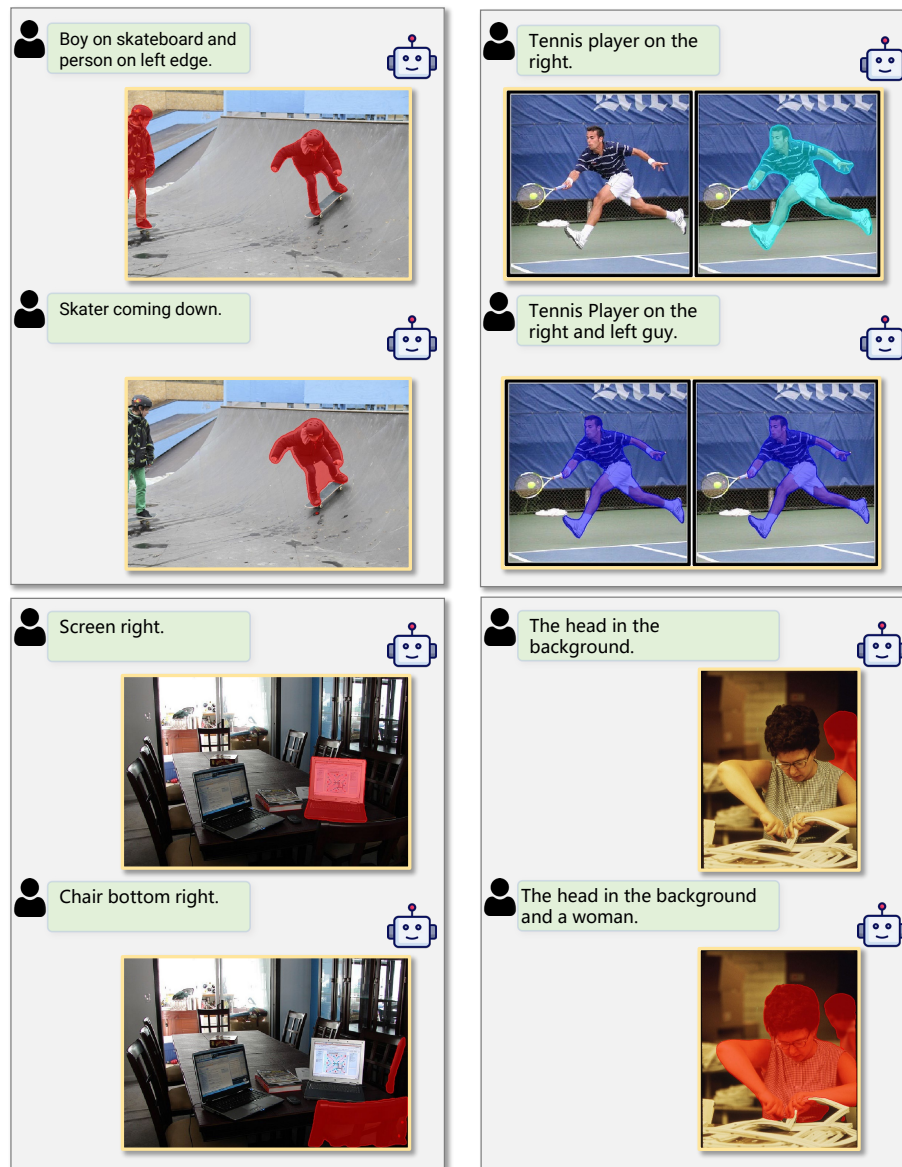 Boy on skateboard and
person on left edge.
Skater coming down.
Tennis player on the
right.
Tennis Player on the
right and left guy.
Screen right.
Chair bottom right.
The head in the
background.
The head in the background
and a woman.